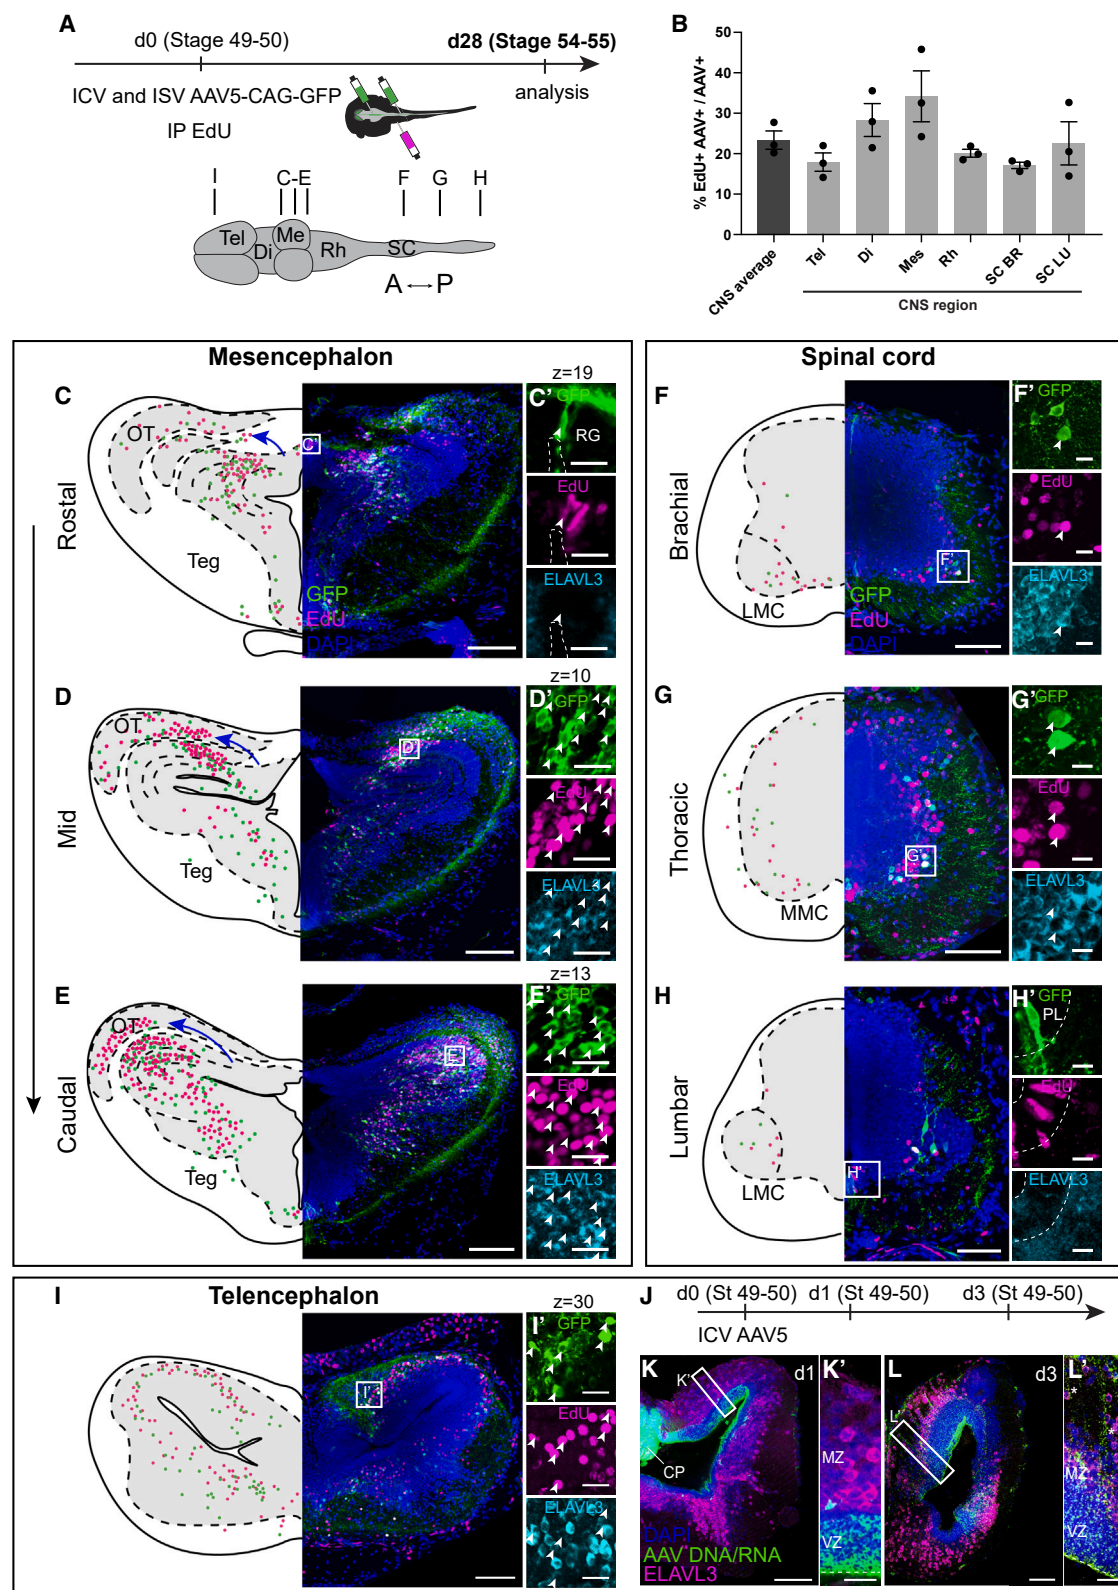 A
d0 (Stage 49-50)
d28 (Stage 54-55)
ICV and ISV AAV5-CAG-GFP
IP EdU
analysis
I
C-E
F
G
H
Tel
Di
Me
Rh
SC
A ↔ P
B
% EdU+ AAV+ / AAV+
50
40
30
20
10
0
CNS average
Tel
Di
Mes
Rh
SC BR
SC LU
CNS region
Mesencephalon
Rostal
C
OT
Teg
C'
GFP
EdU
DAPI
z=19
C'
GFP
RG
EdU
ELAVL3
Mid
D
OT
Teg
D'
z=10
D'
GFP
EdU
ELAVL3
Caudal
E
OT
Teg
E'
z=13
E'
GFP
EdU
ELAVL3
Spinal cord
Brachial
F
LMC
F'
GFP
EdU
DAPI
F'
GFP
EdU
ELAVL3
Thoracic
G
MMC
G'
G'
GFP
EdU
ELAVL3
Lumbar
H
LMC
H'
H'
GFP
PL
EdU
ELAVL3
Telencephalon
I
I'
z=30
I'
GFP
EdU
ELAVL3
J
d0 (St 49-50)
d1 (St 49-50)
d3 (St 49-50)
ICV AAV5
K
K'
d1
CP
DAPI
AAV DNA/RNA
ELAVL3
K'
MZ
VZ
L
L'
d3
L'
*
*
MZ
VZ